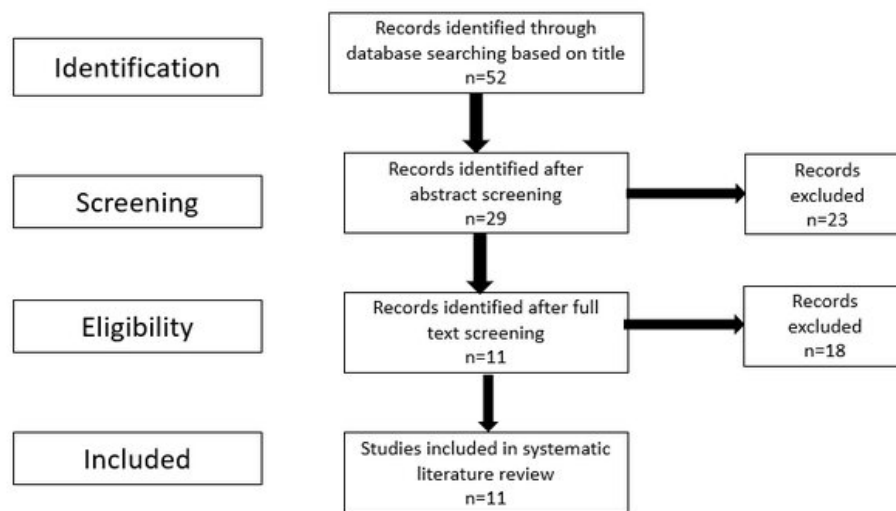 Identification
Records identified through
database searching based on title
n=52
Screening
Records identified after
abstract screening
n=29
Records
excluded
n=23
Eligibility
Records identified after full
text screening
n=11
Records
excluded
n=18
Included
Studies included in systematic
literature review
n=11